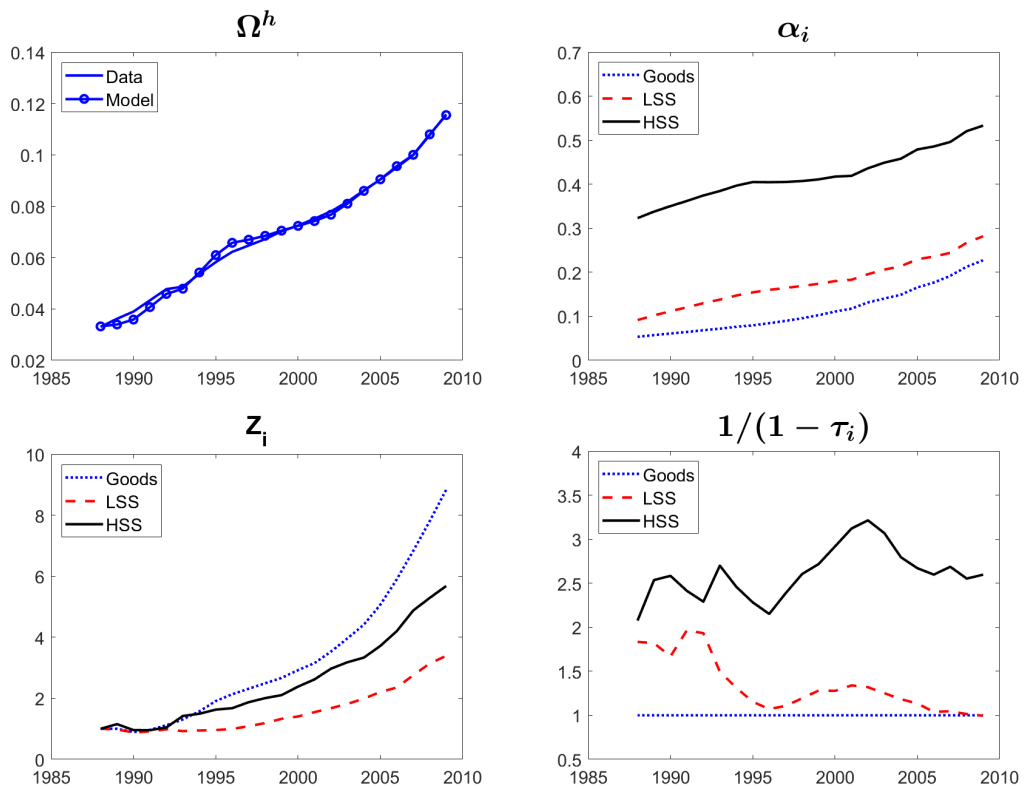 Ω^h
0.14
0.12
0.1
0.08
0.06
0.04
0.02
Data
Model
1985 1990 1995 2000 2005 2010
α_i
0.7
0.6
0.5
0.4
0.3
0.2
0.1
0
Goods
LSS
HSS
1985 1990 1995 2000 2005 2010
Z_i
10
8
6
4
2
0
Goods
LSS
HSS
1985 1990 1995 2000 2005 2010
1/(1 − τ_i)
4
3.5
3
2.5
2
1.5
1
0.5
Goods
LSS
HSS
1985 1990 1995 2000 2005 2010